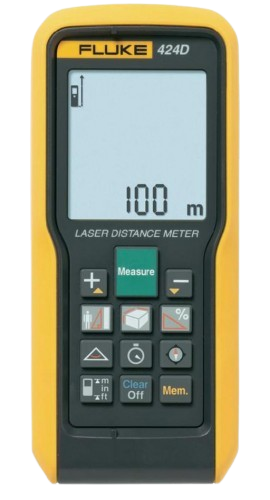 FLUKE 424D
100 m
LASER DISTANCE METER
+ Measure −
%
m
in
ft
Clear
Off
Mem.